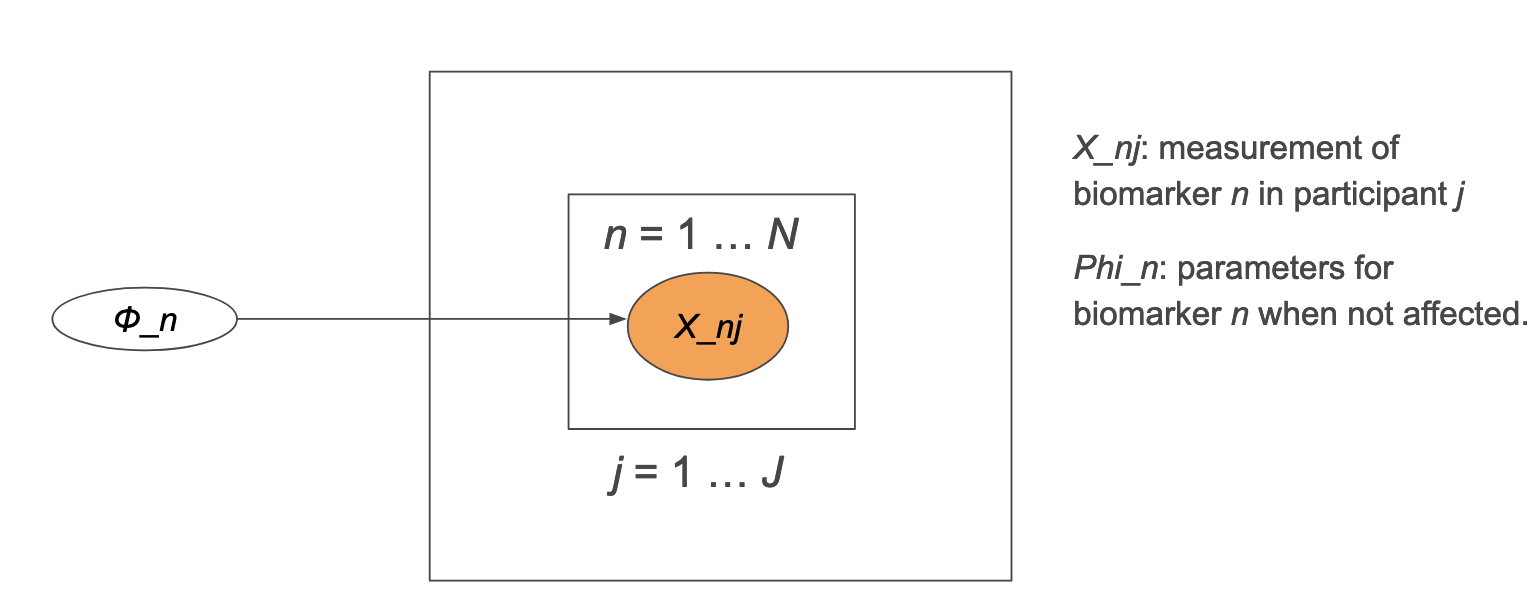 X_nj: measurement of
biomarker n in participant j
n = 1 … N
Phi_n: parameters for
biomarker n when not affected.
Φ_n
X_nj
j = 1 … J